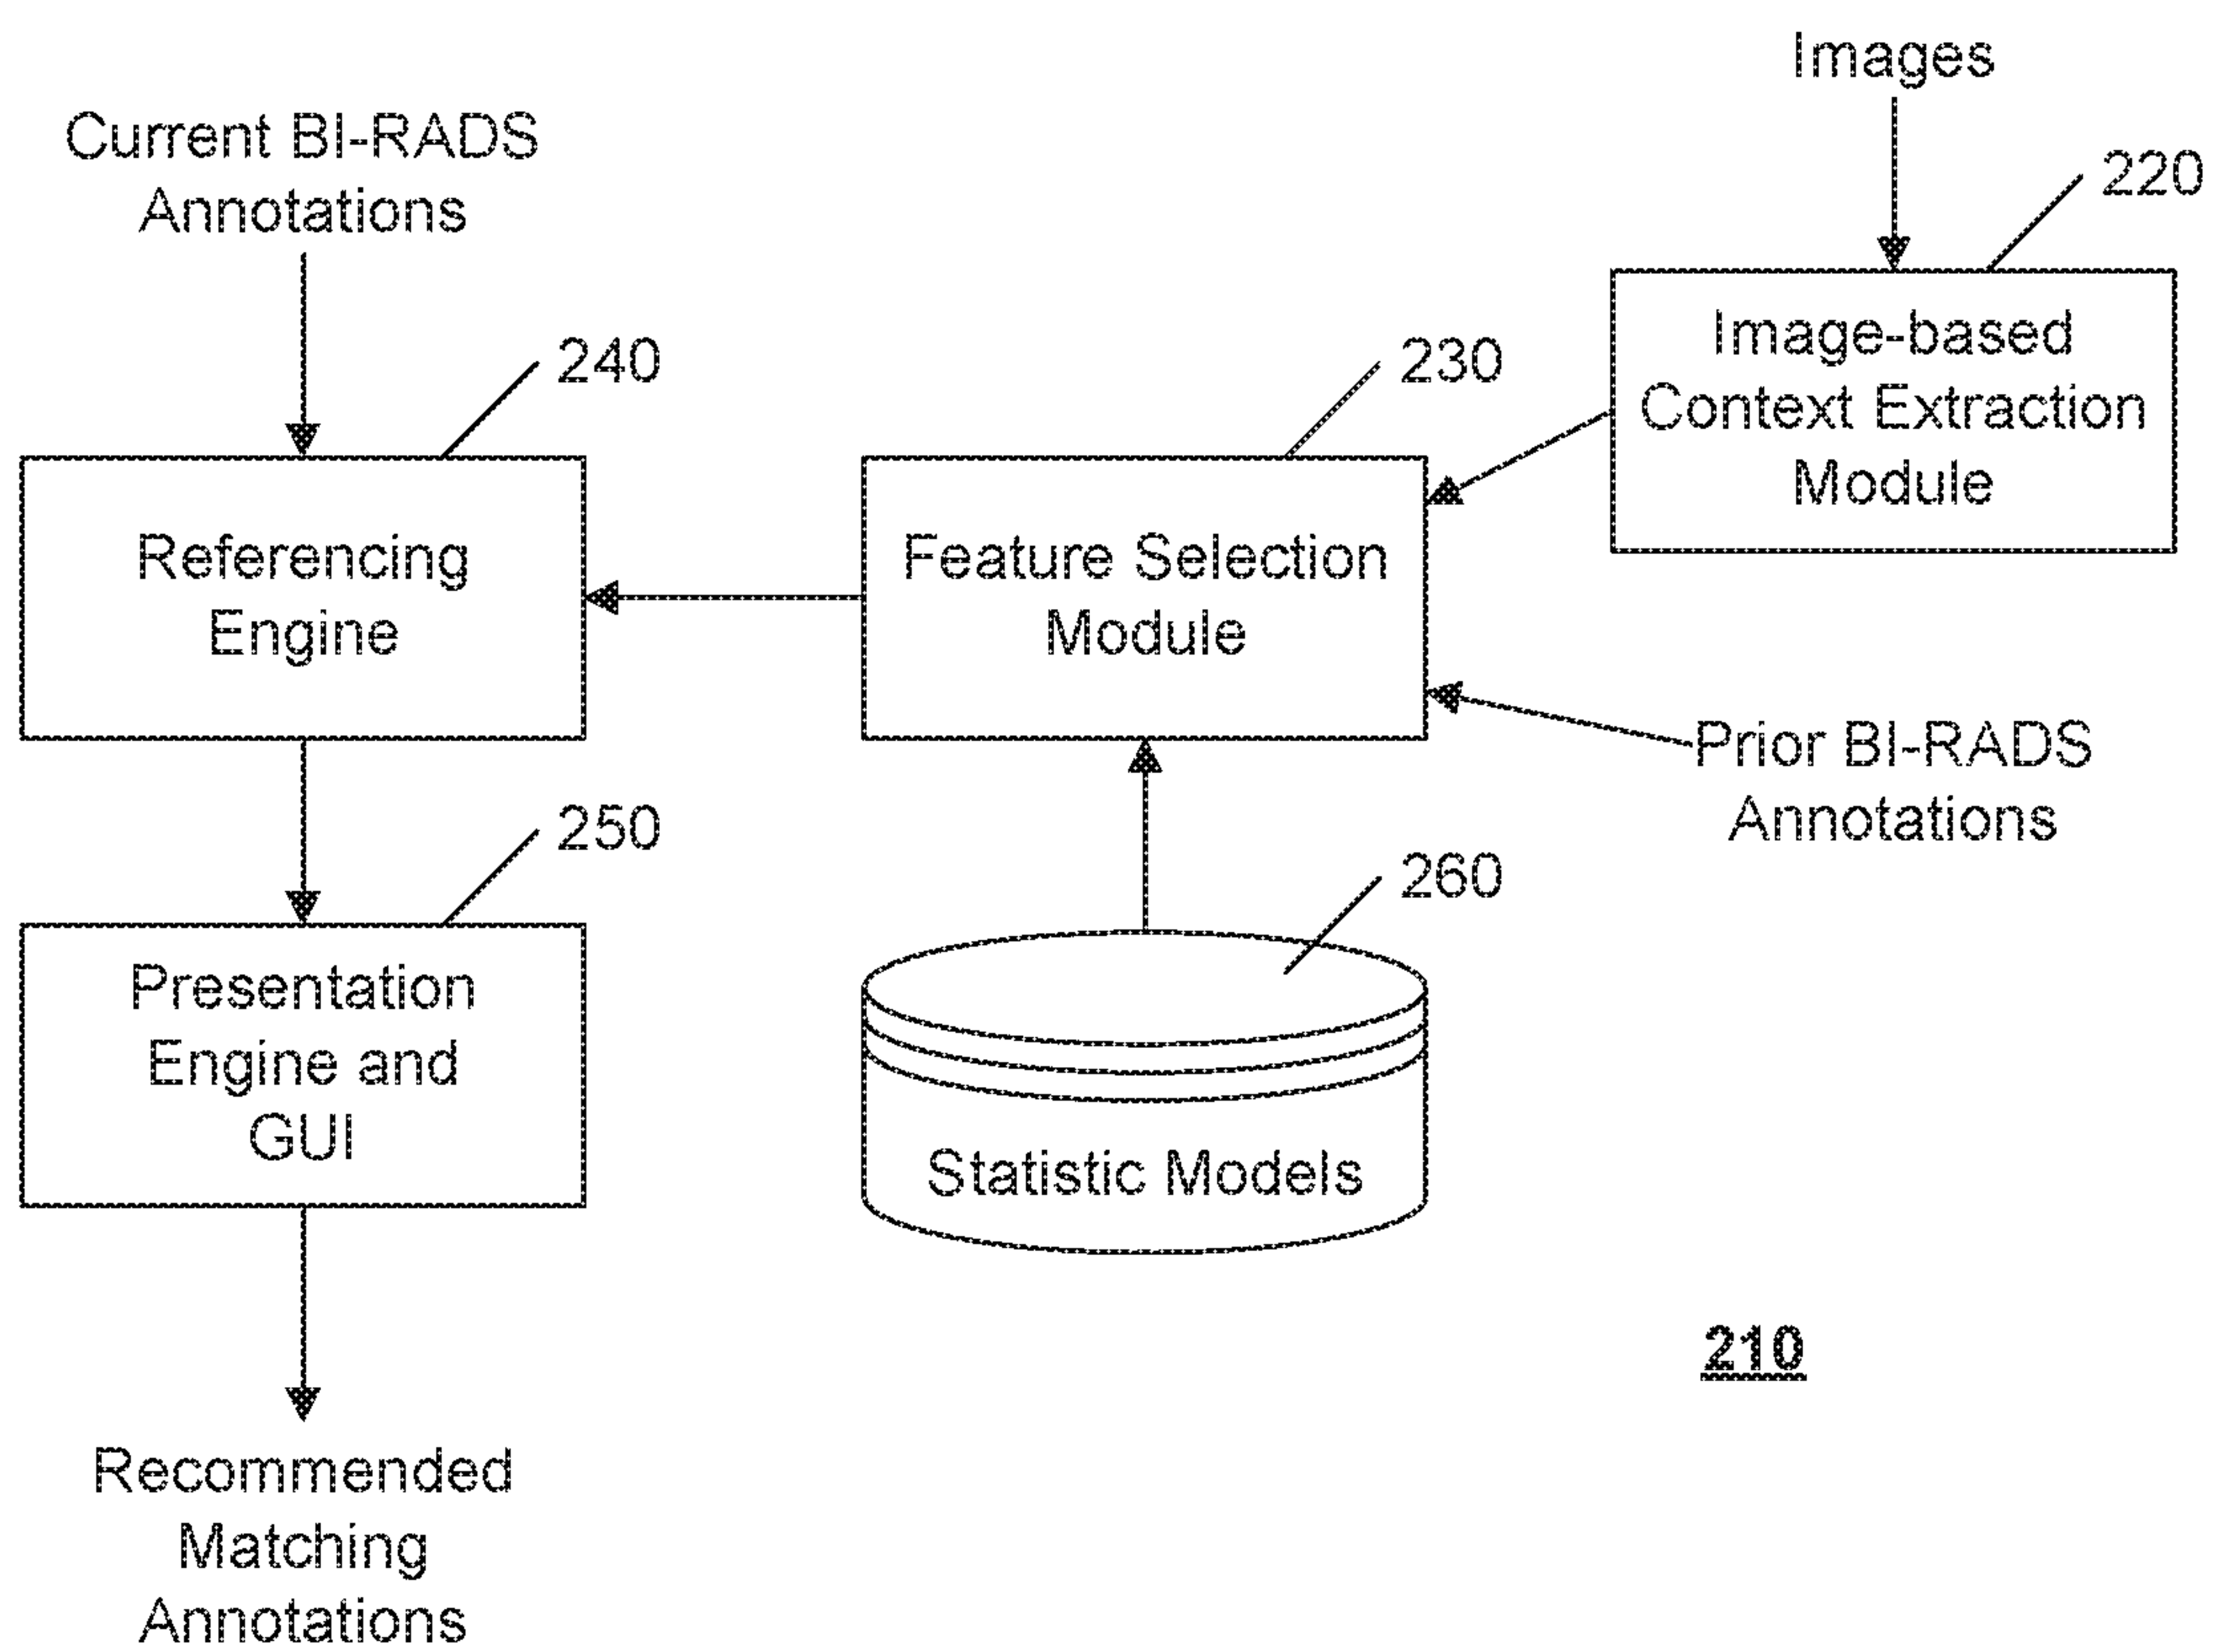 Images
Current BI-RADS
Annotations
220
Image-based
Context Extraction
Module
240
230
Referencing
Engine
Feature Selection
Module
Prior BI-RADS
Annotations
250
260
Presentation
Engine and
GUI
Statistic Models
210
Recommended
Matching
Annotations